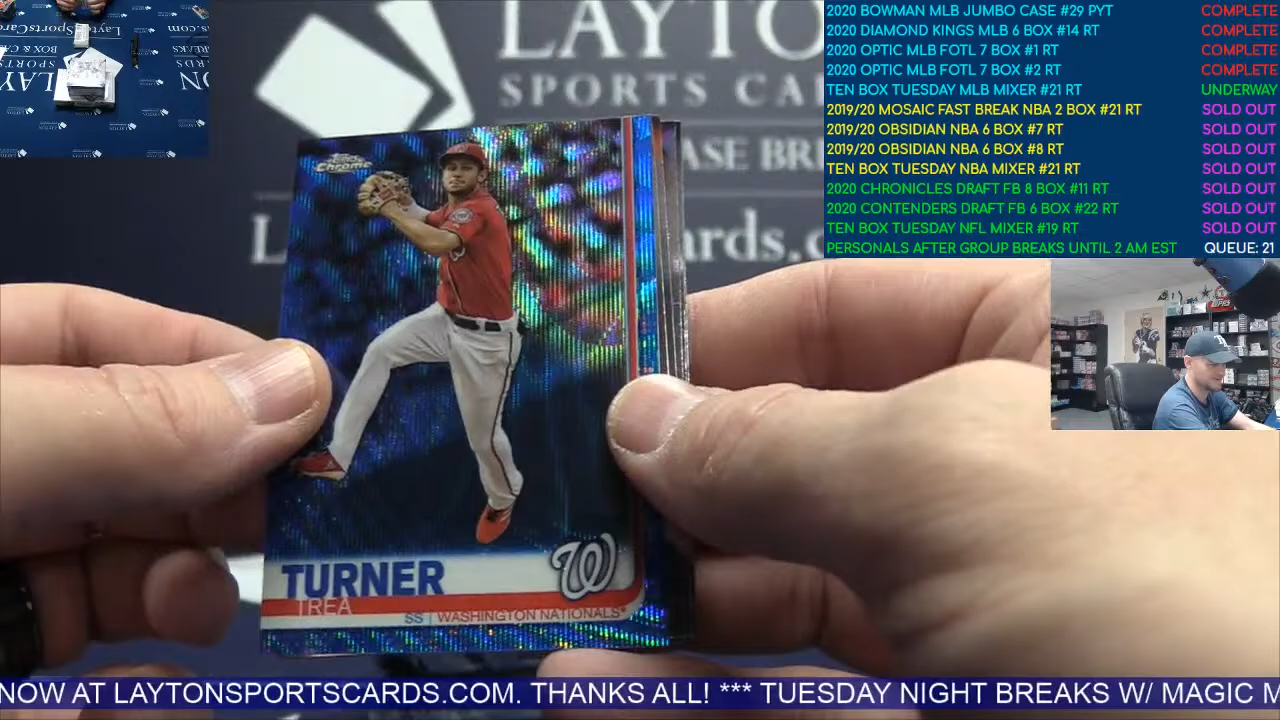 LAYTO
SPORTS CA
ASE BR
L
ards.c
Topps
Chrome
TURNER
TREA
SS | WASHINGTON NATIONALS®
W
2020 BOWMAN MLB JUMBO CASE #29 PYT COMPLETE
2020 DIAMOND KINGS MLB 6 BOX #14 RT COMPLETE
2020 OPTIC MLB FOTL 7 BOX #1 RT COMPLETE
2020 OPTIC MLB FOTL 7 BOX #2 RT COMPLETE
TEN BOX TUESDAY MLB MIXER #21 RT UNDERWAY
2019/20 MOSAIC FAST BREAK NBA 2 BOX #21 RT SOLD OUT
2019/20 OBSIDIAN NBA 6 BOX #7 RT SOLD OUT
2019/20 OBSIDIAN NBA 6 BOX #8 RT SOLD OUT
TEN BOX TUESDAY NBA MIXER #21 RT SOLD OUT
2020 CHRONICLES DRAFT FB 8 BOX #11 RT SOLD OUT
2020 CONTENDERS DRAFT FB 6 BOX #22 RT SOLD OUT
TEN BOX TUESDAY NFL MIXER #19 RT SOLD OUT
PERSONALS AFTER GROUP BREAKS UNTIL 2 AM EST QUEUE: 21
NOW AT LAYTONSPORTSCARDS.COM. THANKS ALL! *** TUESDAY NIGHT BREAKS W/ MAGIC M